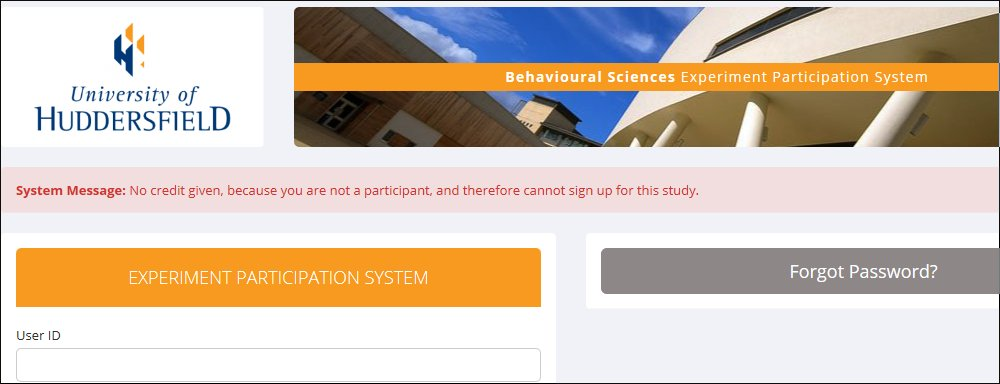 University of
HUDDERSFIELD
Behavioural Sciences Experiment Participation System
System Message: No credit given, because you are not a participant, and therefore cannot sign up for this study.
EXPERIMENT PARTICIPATION SYSTEM
Forgot Password?
User ID